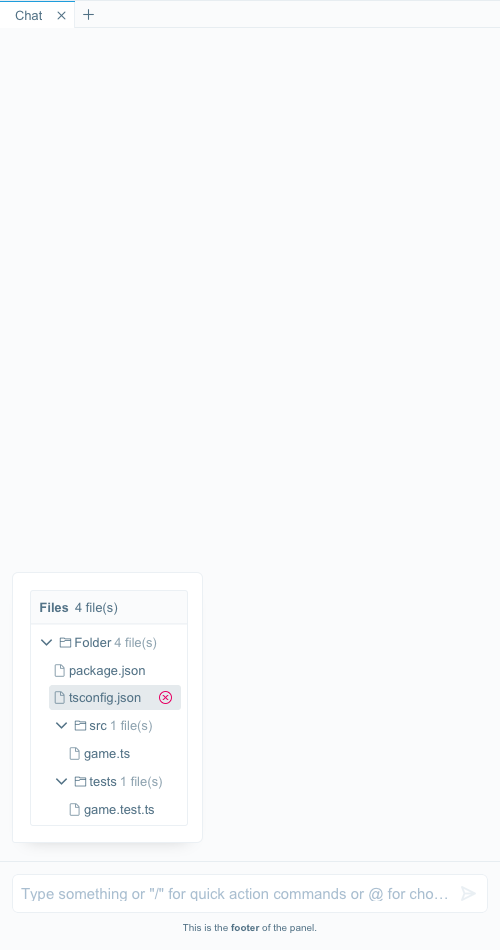 Chat
Files 4 file(s)
Folder 4 file(s)
package.json
tsconfig.json
src 1 file(s)
game.ts
tests 1 file(s)
game.test.ts
Type something or "/" for quick action commands or @ for cho…
This is the footer of the panel.